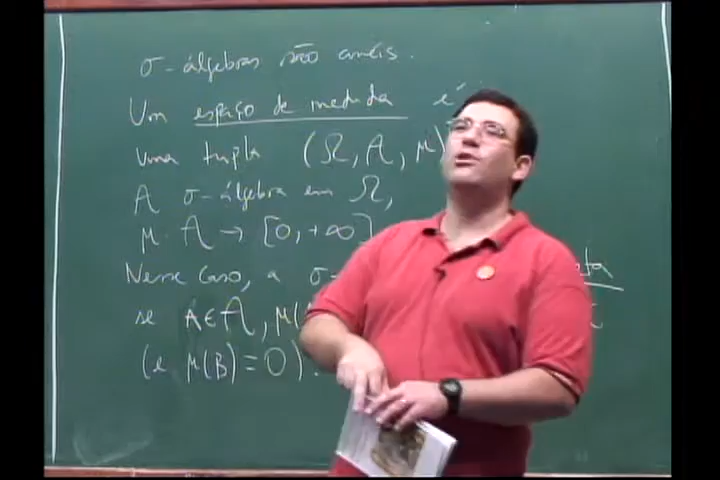 σ-álgebras são anéis.
Um espaço de medida é
uma tupla (Ω, A, μ)
A σ-álgebra em Ω,
μ: A → [0, +∞]
Nesse caso, a σ-
se A ∈ A, μ(
(e μ(B) = 0).